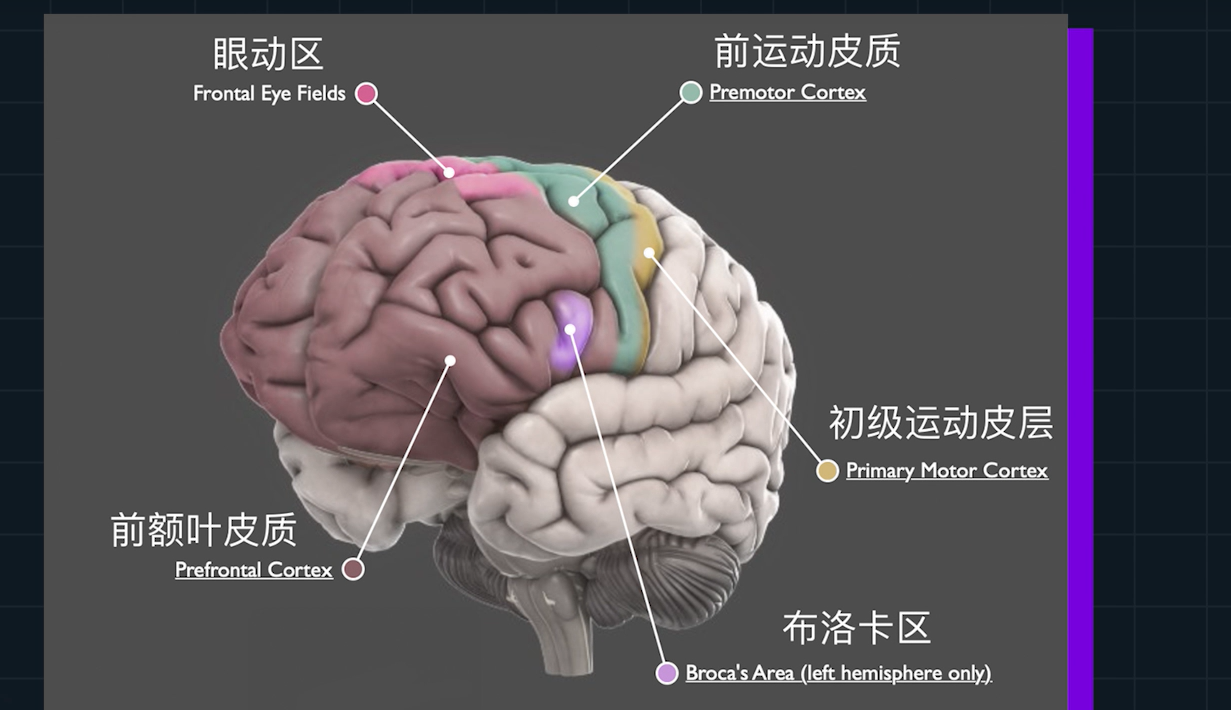 眼动区
Frontal Eye Fields
前运动皮质
Premotor Cortex
初级运动皮层
Primary Motor Cortex
前额叶皮质
Prefrontal Cortex
布洛卡区
Broca's Area (left hemisphere only)